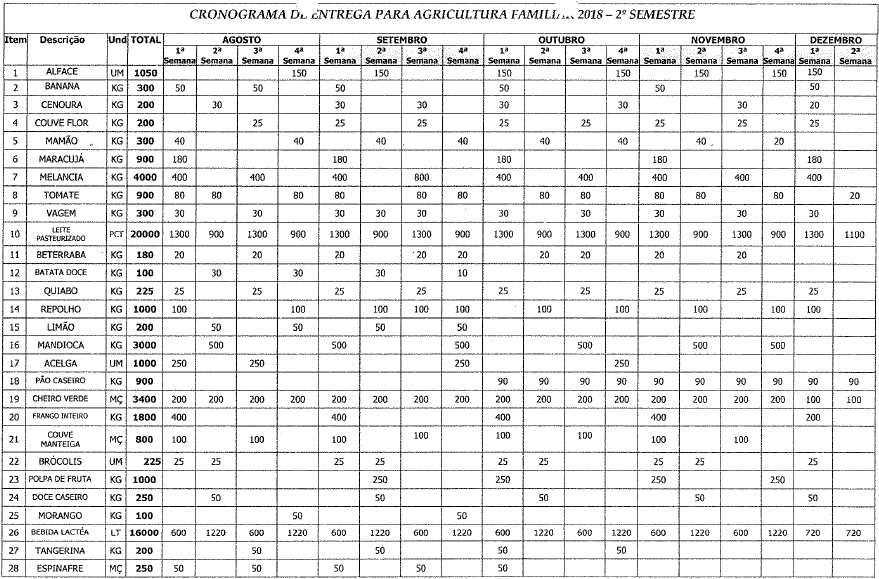 CRONOGRAMA DE ENTREGA PARA AGRICULTURA FAMILIAR 2018 – 2º SEMESTRE
Item Descrição Und TOTAL AGOSTO SETEMBRO OUTUBRO NOVEMBRO DEZEMBRO
1ª 2ª 3ª 4ª 1ª 2ª 3ª 4ª 1ª 2ª 3ª 4ª 1ª 2ª 3ª 4ª 1ª 2ª
Semana Semana Semana Semana Semana Semana Semana Semana Semana Semana Semana Semana Semana Semana Semana Semana Semana Semana
1 ALFACE UM 1050 150 150 150 150 150 150 150
2 BANANA KG 300 50 50 50 50 50 50
3 CENOURA KG 200 30 30 30 30 30 30 20
4 COUVE FLOR KG 200 25 25 25 25 25 25 25 25
5 MAMÃO KG 300 40 40 40 40 40 40 40 20
6 MARACUJÁ KG 900 180 180 180 180 180
7 MELANCIA KG 4000 400 400 400 800 400 400 400 400 400
8 TOMATE KG 900 80 80 80 80 80 80 80 80 80 80 80 20
9 VAGEM KG 300 30 30 30 30 30 30 30 30 30 30
10 LEITE PASTEURIZADO PCT 20000 1300 900 1300 900 1300 900 1300 900 1300 900 1300 900 1300 900 1300 900 1300 1100
11 BETERRABA KG 180 20 20 20 20 20 20 20 20 20
12 BATATA DOCE KG 100 30 30 30 10
13 QUIABO KG 225 25 25 25 25 25 25 25 25 25
14 REPOLHO KG 1000 100 100 100 100 100 100 100 100 100 100
15 LIMÃO KG 200 50 50 50 50
16 MANDIOCA KG 3000 500 500 500 500 500 500
17 ACELGA UM 1000 250 250 250 250
18 PÃO CASEIRO KG 900 90 90 90 90 90 90 90 90 90 90
19 CHEIRO VERDE MÇ 3400 200 200 200 200 200 200 200 200 200 200 200 200 200 200 200 200 100 100
20 FRANGO INTEIRO KG 1800 400 400 400 400 200
21 COUVE MANTEIGA MÇ 800 100 100 100 100 100 100 100 100
22 BRÓCOLIS UM 225 25 25 25 25 25 25 25 25 25
23 POLPA DE FRUTA KG 1000 250 250 250 250
24 DOCE CASEIRO KG 250 50 50 50 50 50
25 MORANGO KG 100 50 50
26 BEBIDA LACTÉA LT 16000 600 1220 600 1220 600 1220 600 1220 600 1220 600 1220 600 1220 600 1220 720 720
27 TANGERINA KG 200 50 50 50 50
28 ESPINAFRE MÇ 250 50 50 50 50 50